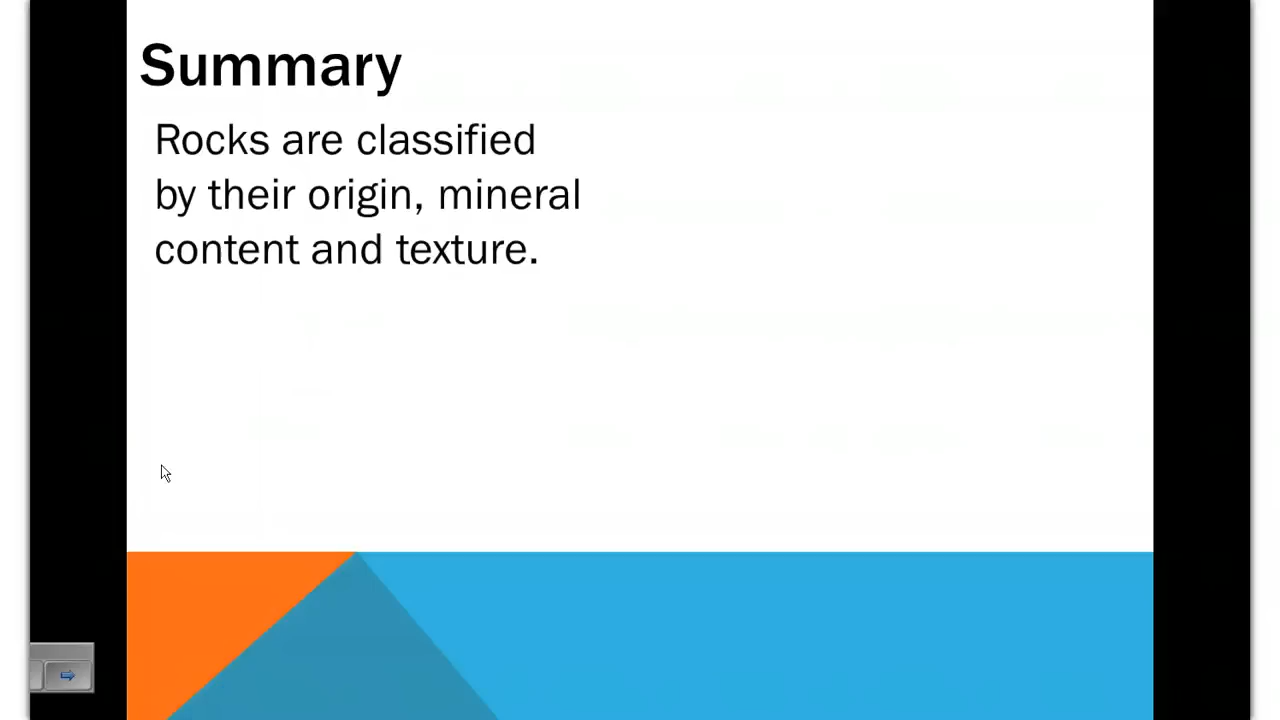 Summary
Rocks are classified
by their origin, mineral
content and texture.